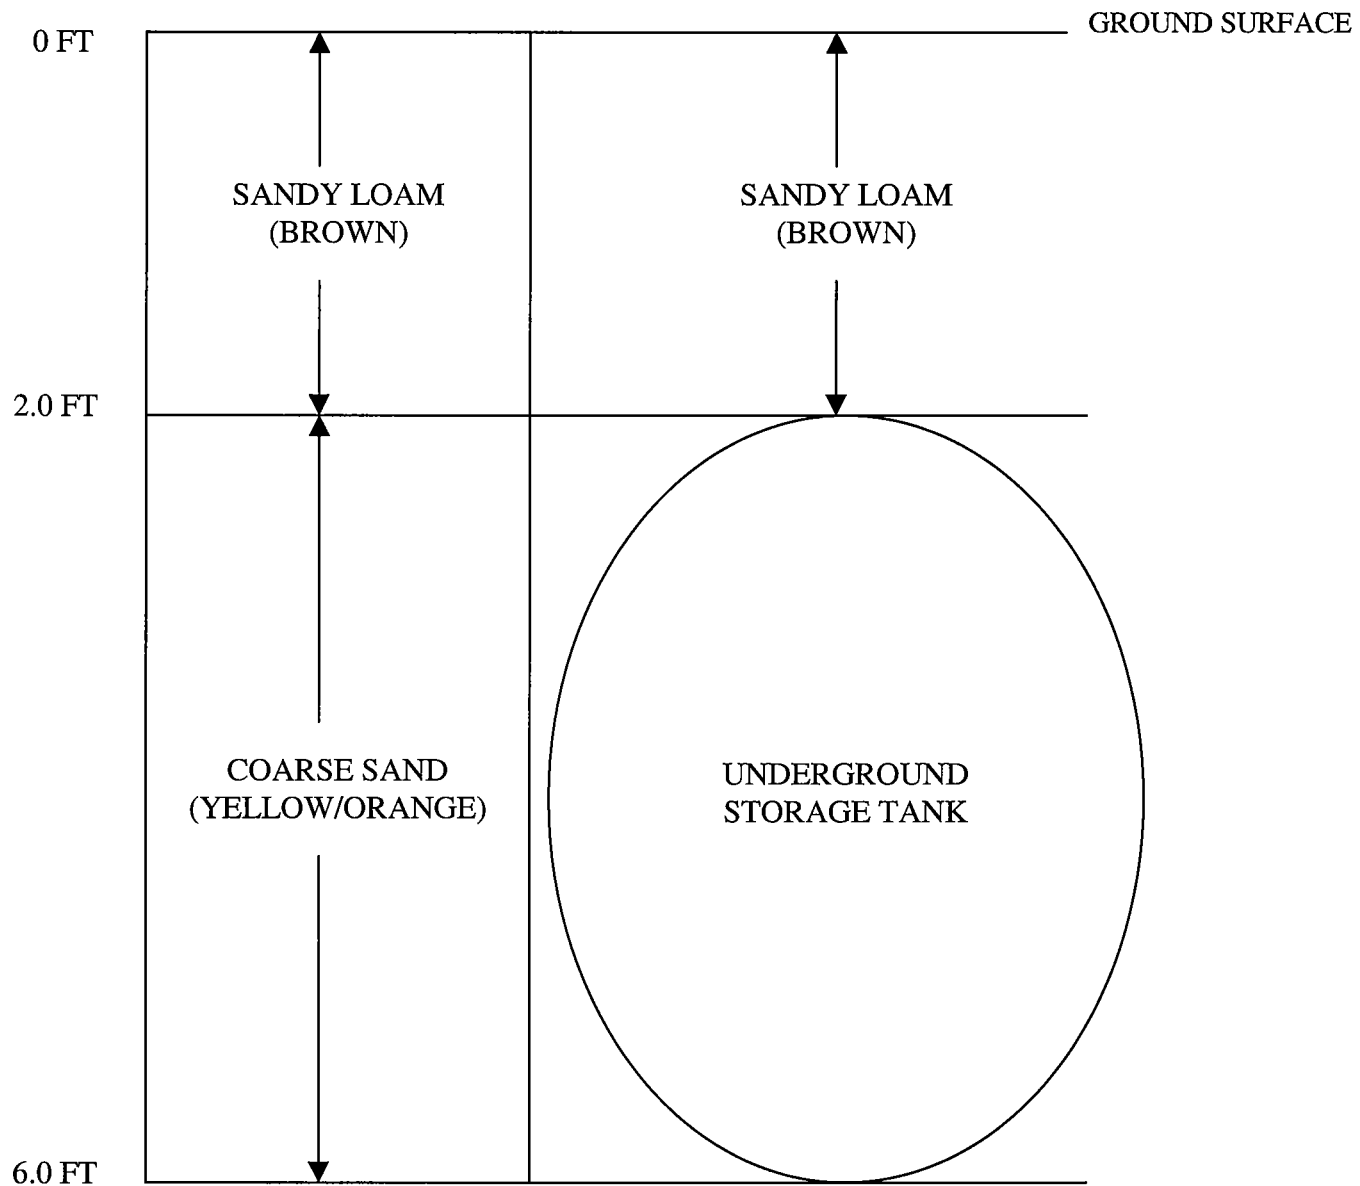 GROUND SURFACE
0 FT
SANDY LOAM
(BROWN)
SANDY LOAM
(BROWN)
2.0 FT
COARSE SAND
(YELLOW/ORANGE)
UNDERGROUND
STORAGE TANK
6.0 FT